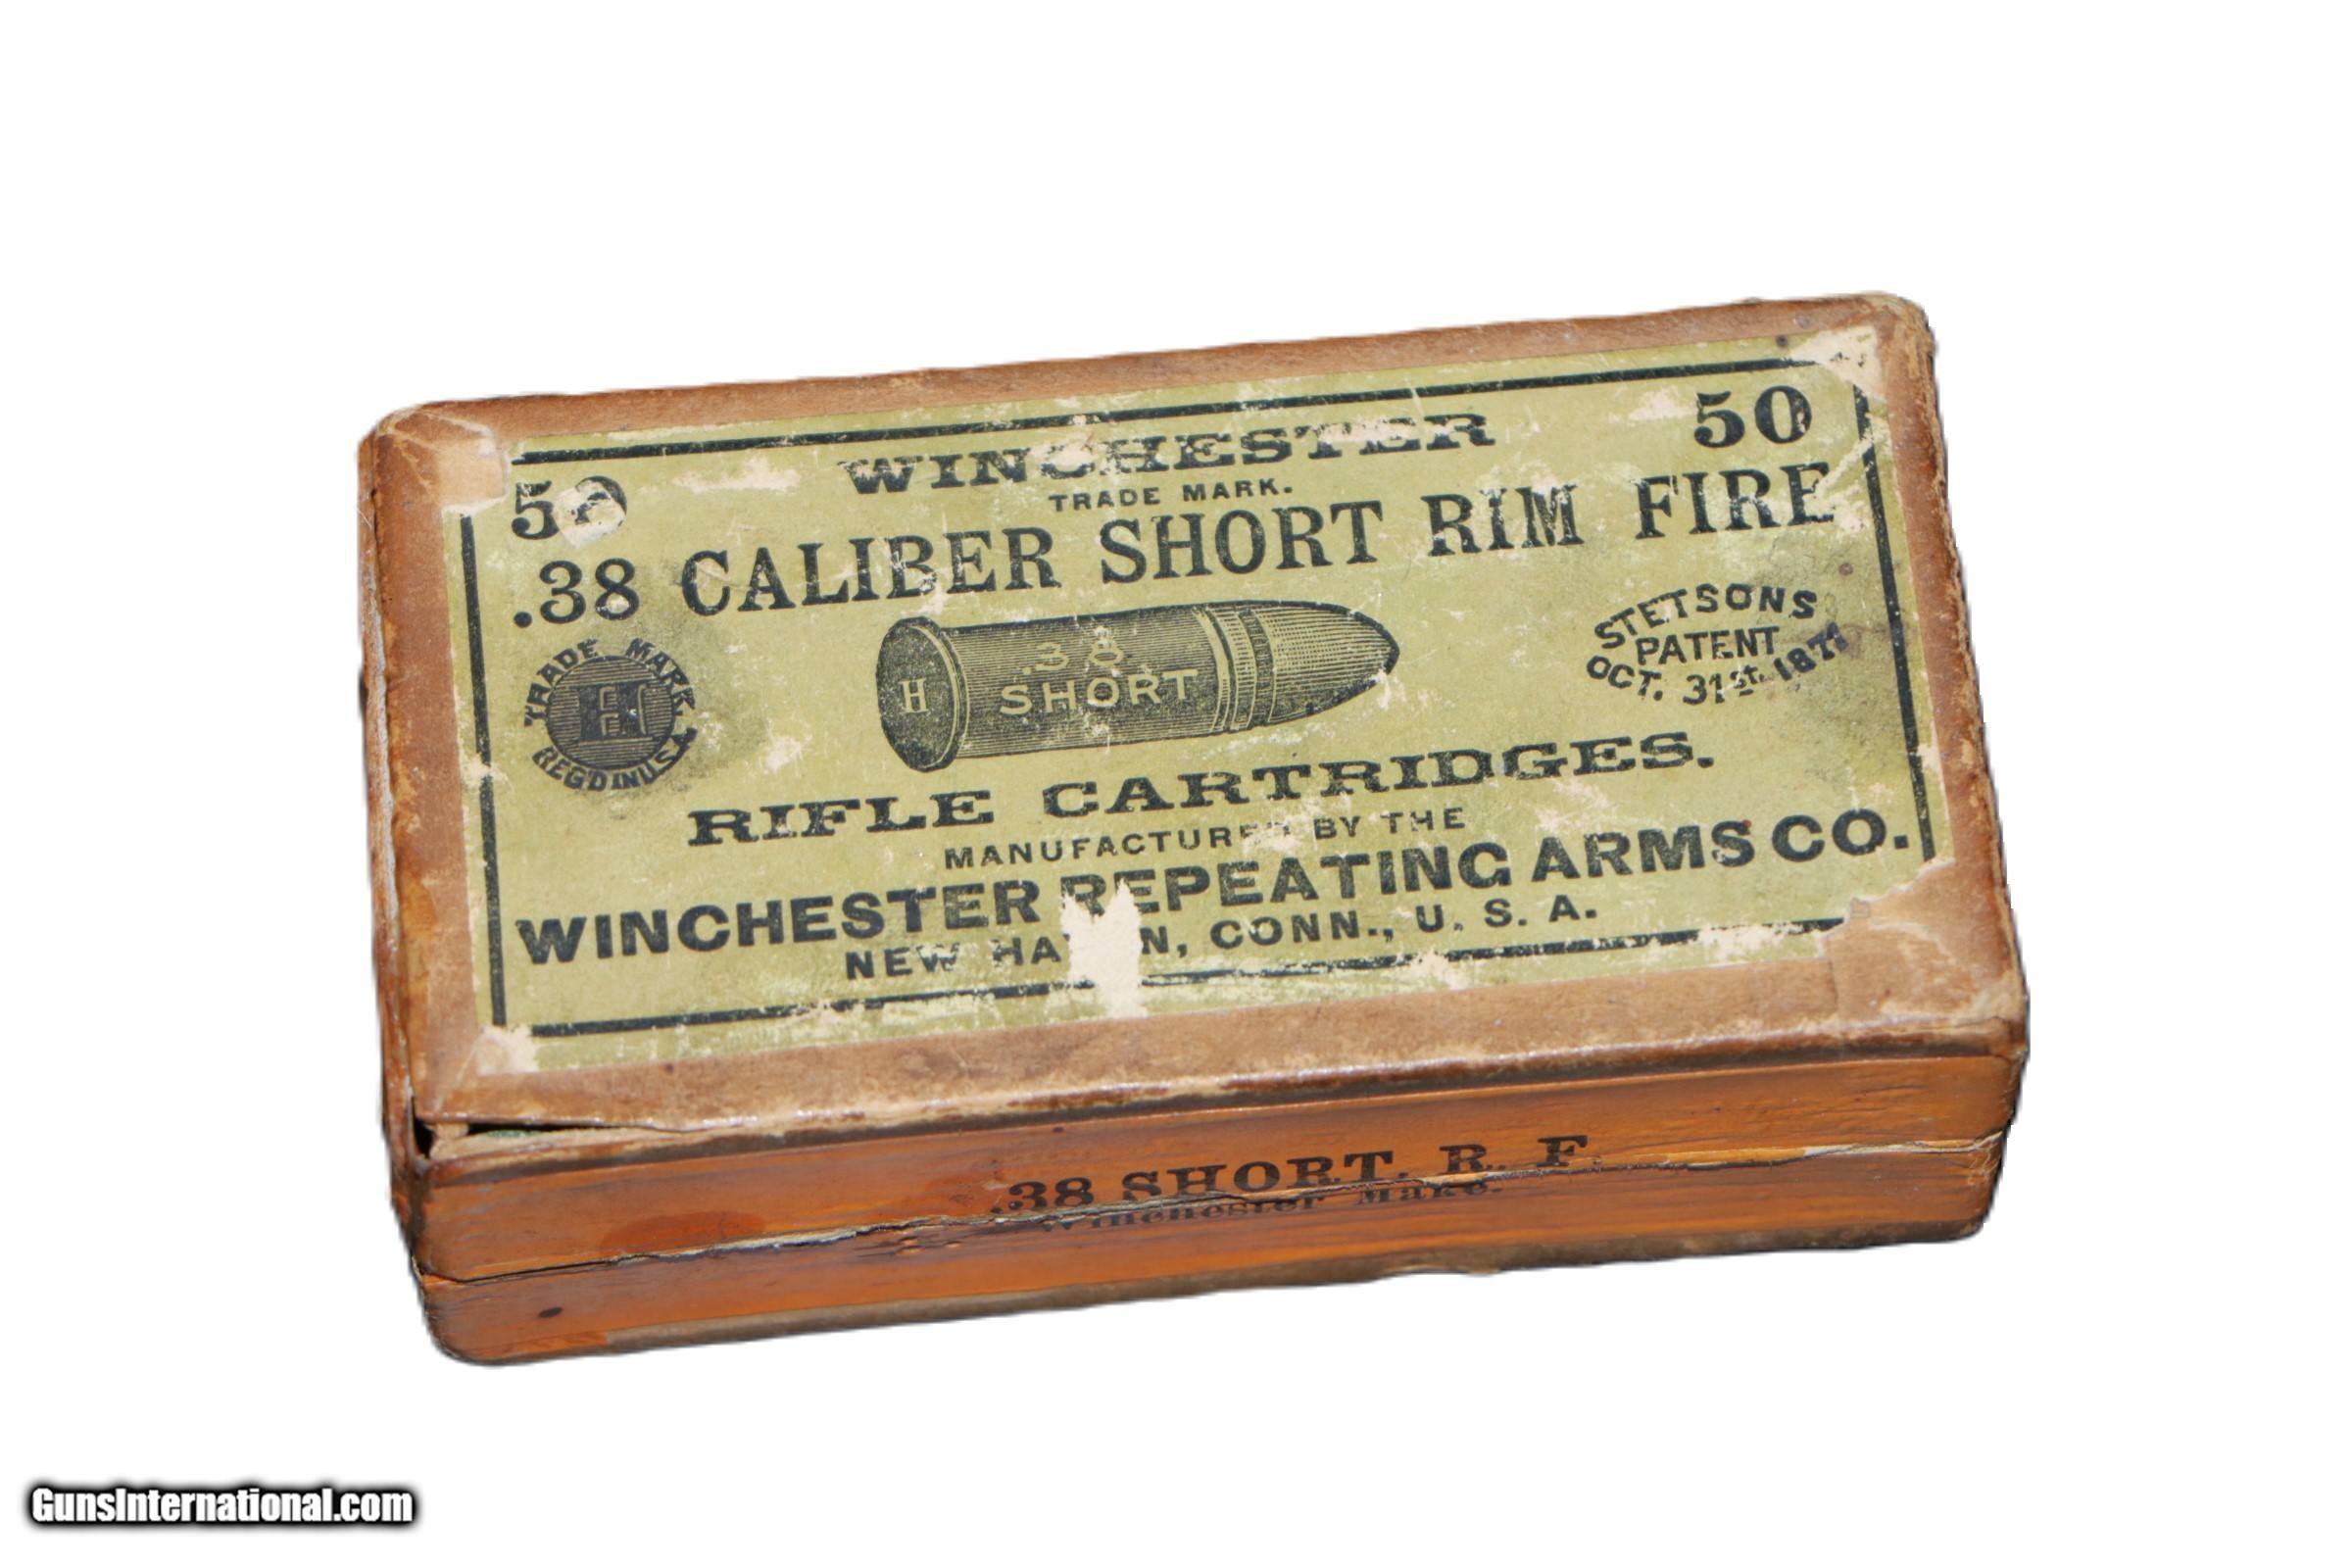 WINCHESTER
50
50
TRADE MARK.
.38 CALIBER SHORT RIM FIRE
TRADE MARK.
H
REG'D IN U.S.A.
H
.38
SHORT
STETSONS
PATENT
OCT. 31st. 1871
RIFLE CARTRIDGES.
MANUFACTURED BY THE
WINCHESTER REPEATING ARMS CO.
NEW HAVEN, CONN., U. S. A.
.38 SHORT. R. F.
Winchester Make.
GunsInternational.com